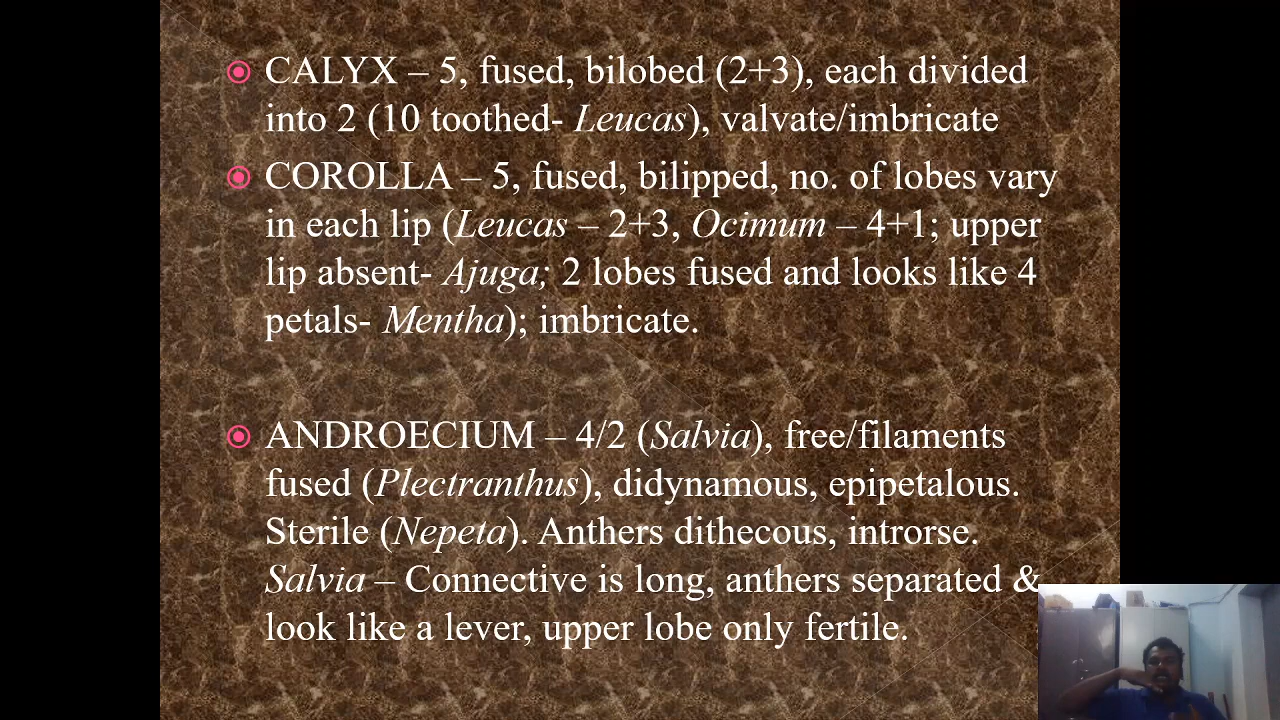 CALYX – 5, fused, bilobed (2+3), each divided
into 2 (10 toothed- Leucas), valvate/imbricate
COROLLA – 5, fused, bilipped, no. of lobes vary
in each lip (Leucas – 2+3, Ocimum – 4+1; upper
lip absent- Ajuga; 2 lobes fused and looks like 4
petals- Mentha); imbricate.
ANDROECIUM – 4/2 (Salvia), free/filaments
fused (Plectranthus), didynamous, epipetalous.
Sterile (Nepeta). Anthers dithecous, introrse.
Salvia – Connective is long, anthers separated &
look like a lever, upper lobe only fertile.